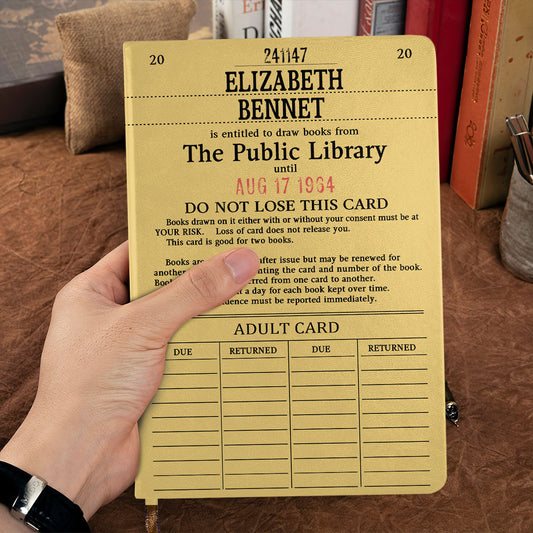 20 241147 20
ELIZABETH
BENNET
is entitled to draw books from
The Public Library
until
AUG 17 1964
DO NOT LOSE THIS CARD
Books drawn on it either with or without your consent must be at
YOUR RISK. Loss of card does not release you.
This card is good for two books.
Books are after issue but may be renewed for
another the card and number of the book.
from one card to another.
a day for each book kept over time.
must be reported immediately.
ADULT CARD
DUE RETURNED DUE RETURNED